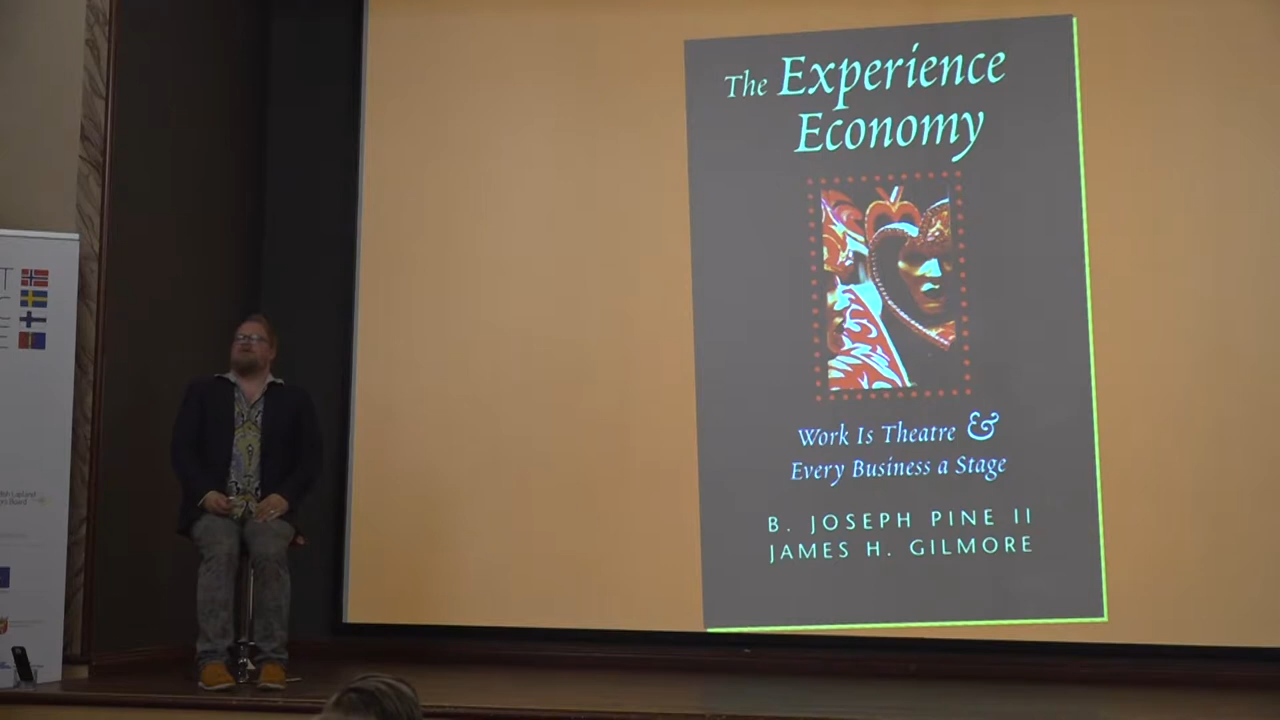 The Experience
Economy
Work Is Theatre &
Every Business a Stage
B. JOSEPH PINE II
JAMES H. GILMORE